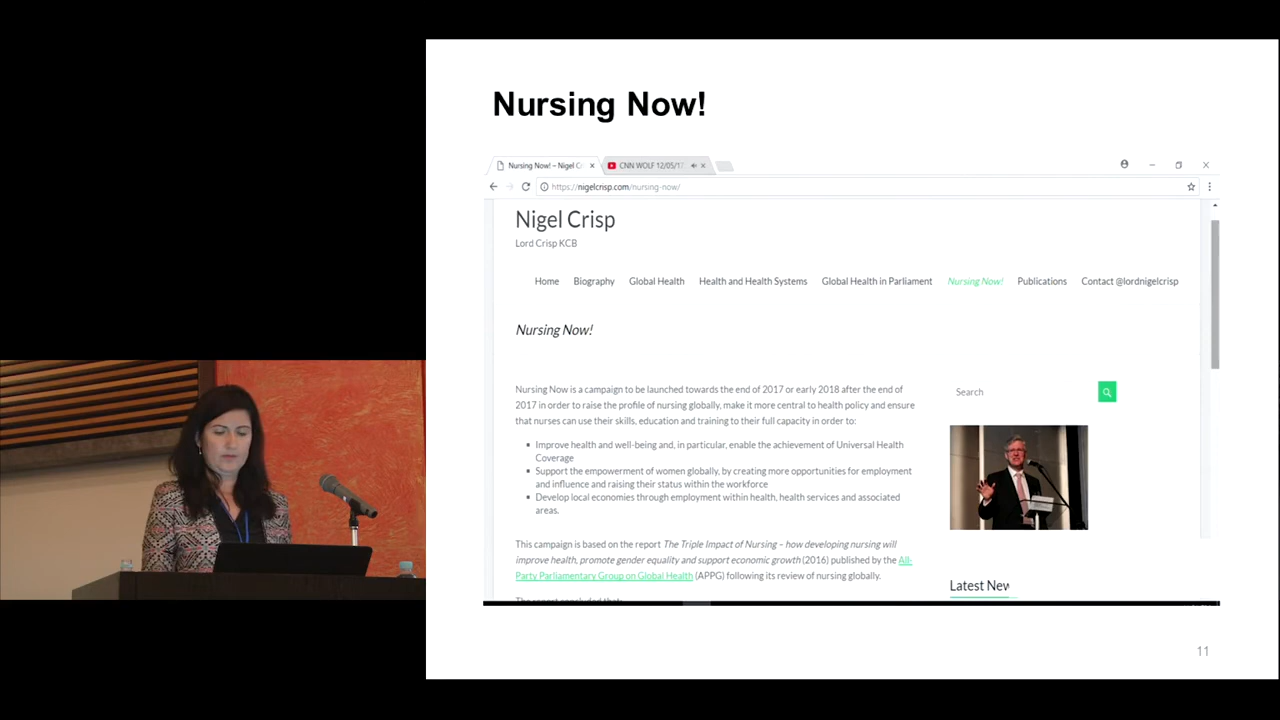 Nursing Now!
Nursing Now! – Nigel C
CNN WOLF 12/05/17
https://nigelcrisp.com/nursing-now/
Nigel Crisp
Lord Crisp KCB
Home Biography Global Health Health and Health Systems Global Health in Parliament Nursing Now! Publications Contact @lordnigelcrisp
Nursing Now!
Nursing Now is a campaign to be launched towards the end of 2017 or early 2018 after the end of
2017 in order to raise the profile of nursing globally, make it more central to health policy and ensure
that nurses can use their skills, education and training to their full capacity in order to:
Improve health and well-being and, in particular, enable the achievement of Universal Health
Coverage
Support the empowerment of women globally, by creating more opportunities for employment
and influence and raising their status within the workforce
Develop local economies through employment within health, health services and associated
areas.
This campaign is based on the report The Triple Impact of Nursing – how developing nursing will
improve health, promote gender equality and support economic growth (2016) published by the All-
Party Parliamentary Group on Global Health (APPG) following its review of nursing globally.
Search
Latest New
11